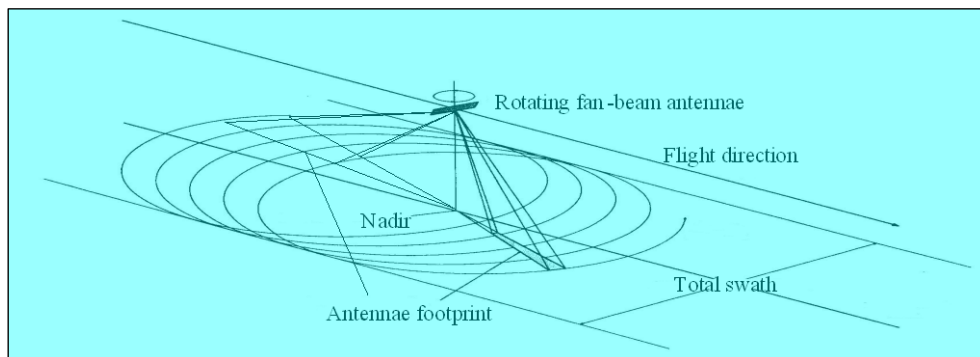 Rotating fan-beam antennae
Flight direction
Nadir
Total swath
Antennae footprint